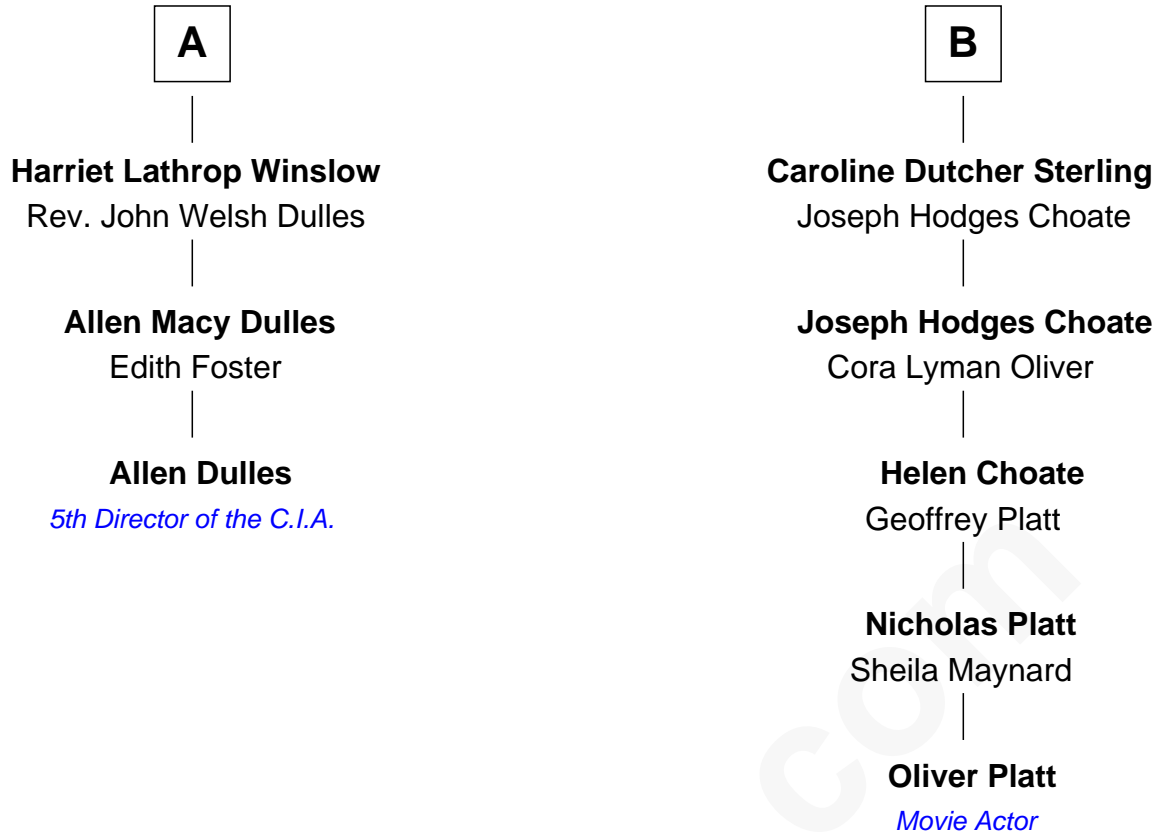 A
Harriet Lathrop Winslow
Rev. John Welsh Dulles
Allen Macy Dulles
Edith Foster
Allen Dulles
5th Director of the C.I.A.
B
Caroline Dutcher Sterling
Joseph Hodges Choate
Joseph Hodges Choate
Cora Lyman Oliver
Helen Choate
Geoffrey Platt
Nicholas Platt
Sheila Maynard
Oliver Platt
Movie Actor
com